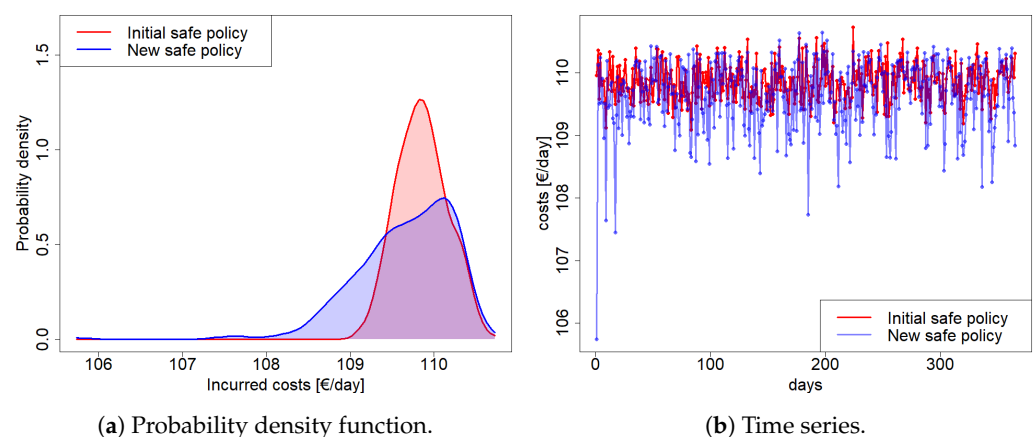 Initial safe policy
New safe policy
Probability density
0.0
0.5
1.0
1.5
106
107
108
109
110
Incurred costs [€/day]
(a) Probability density function.
costs [€/day]
106
107
108
109
110
0
100
200
300
days
Initial safe policy
New safe policy
(b) Time series.